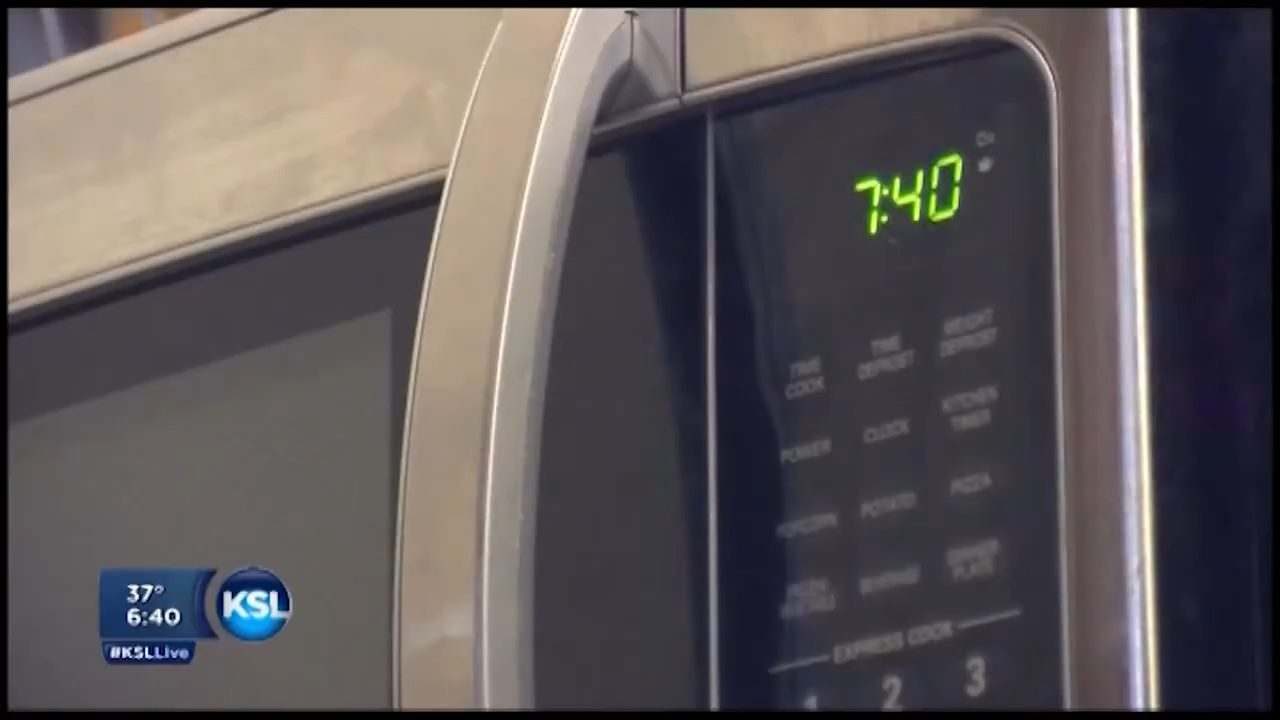 7:40
TIME
COOK
TIME
DEFROST
WEIGHT
DEFROST
POWER
CLOCK
KITCHEN
TIMER
POPCORN
POTATO
PIZZA
BEVERAGE
DINNER
PLATE
EXPRESS COOK
1 2 3
37°
6:40
KSL
#KSLLive